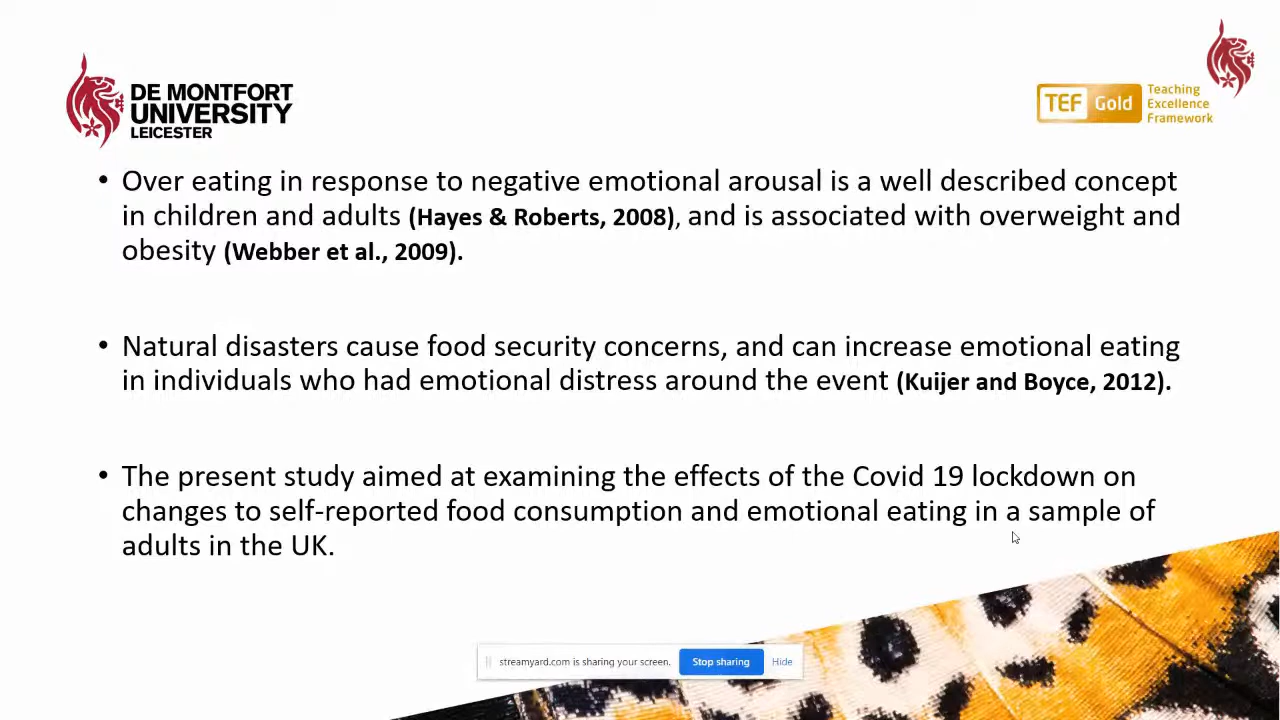 DE MONTFORT
UNIVERSITY
LEICESTER
TEF Gold
Teaching
Excellence
Framework
• Over eating in response to negative emotional arousal is a well described concept
in children and adults (Hayes & Roberts, 2008), and is associated with overweight and
obesity (Webber et al., 2009).
• Natural disasters cause food security concerns, and can increase emotional eating
in individuals who had emotional distress around the event (Kuijer and Boyce, 2012).
• The present study aimed at examining the effects of the Covid 19 lockdown on
changes to self-reported food consumption and emotional eating in a sample of
adults in the UK.
streamyard.com is sharing your screen. Stop sharing Hide